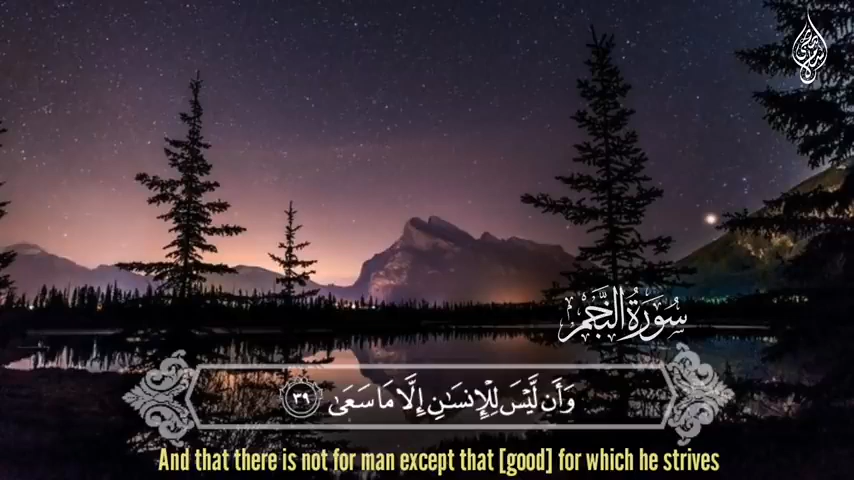 سُورَةُ النَّجْمِ
وَأَن لَّيْسَ لِلْإِنسَٰنِ إِلَّا مَا سَعَىٰ ٣٩
And that there is not for man except that [good] for which he strives